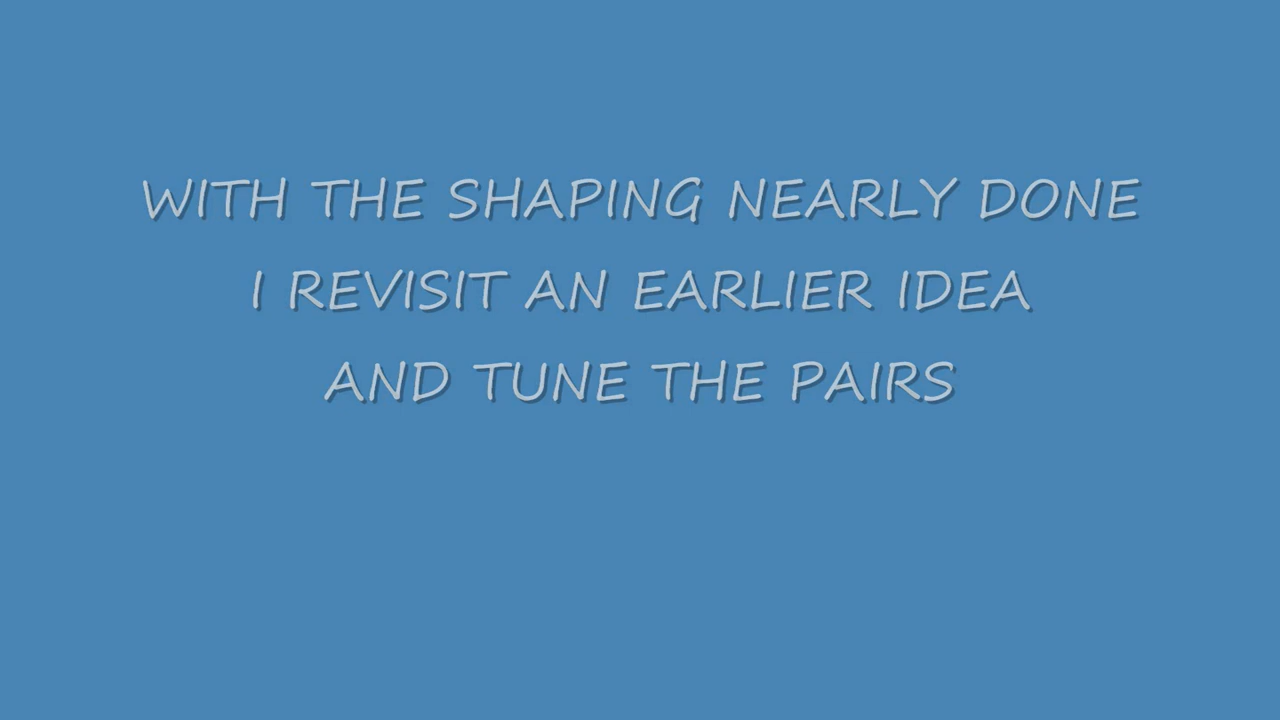 WITH THE SHAPING NEARLY DONE
I REVISIT AN EARLIER IDEA
AND TUNE THE PAIRS